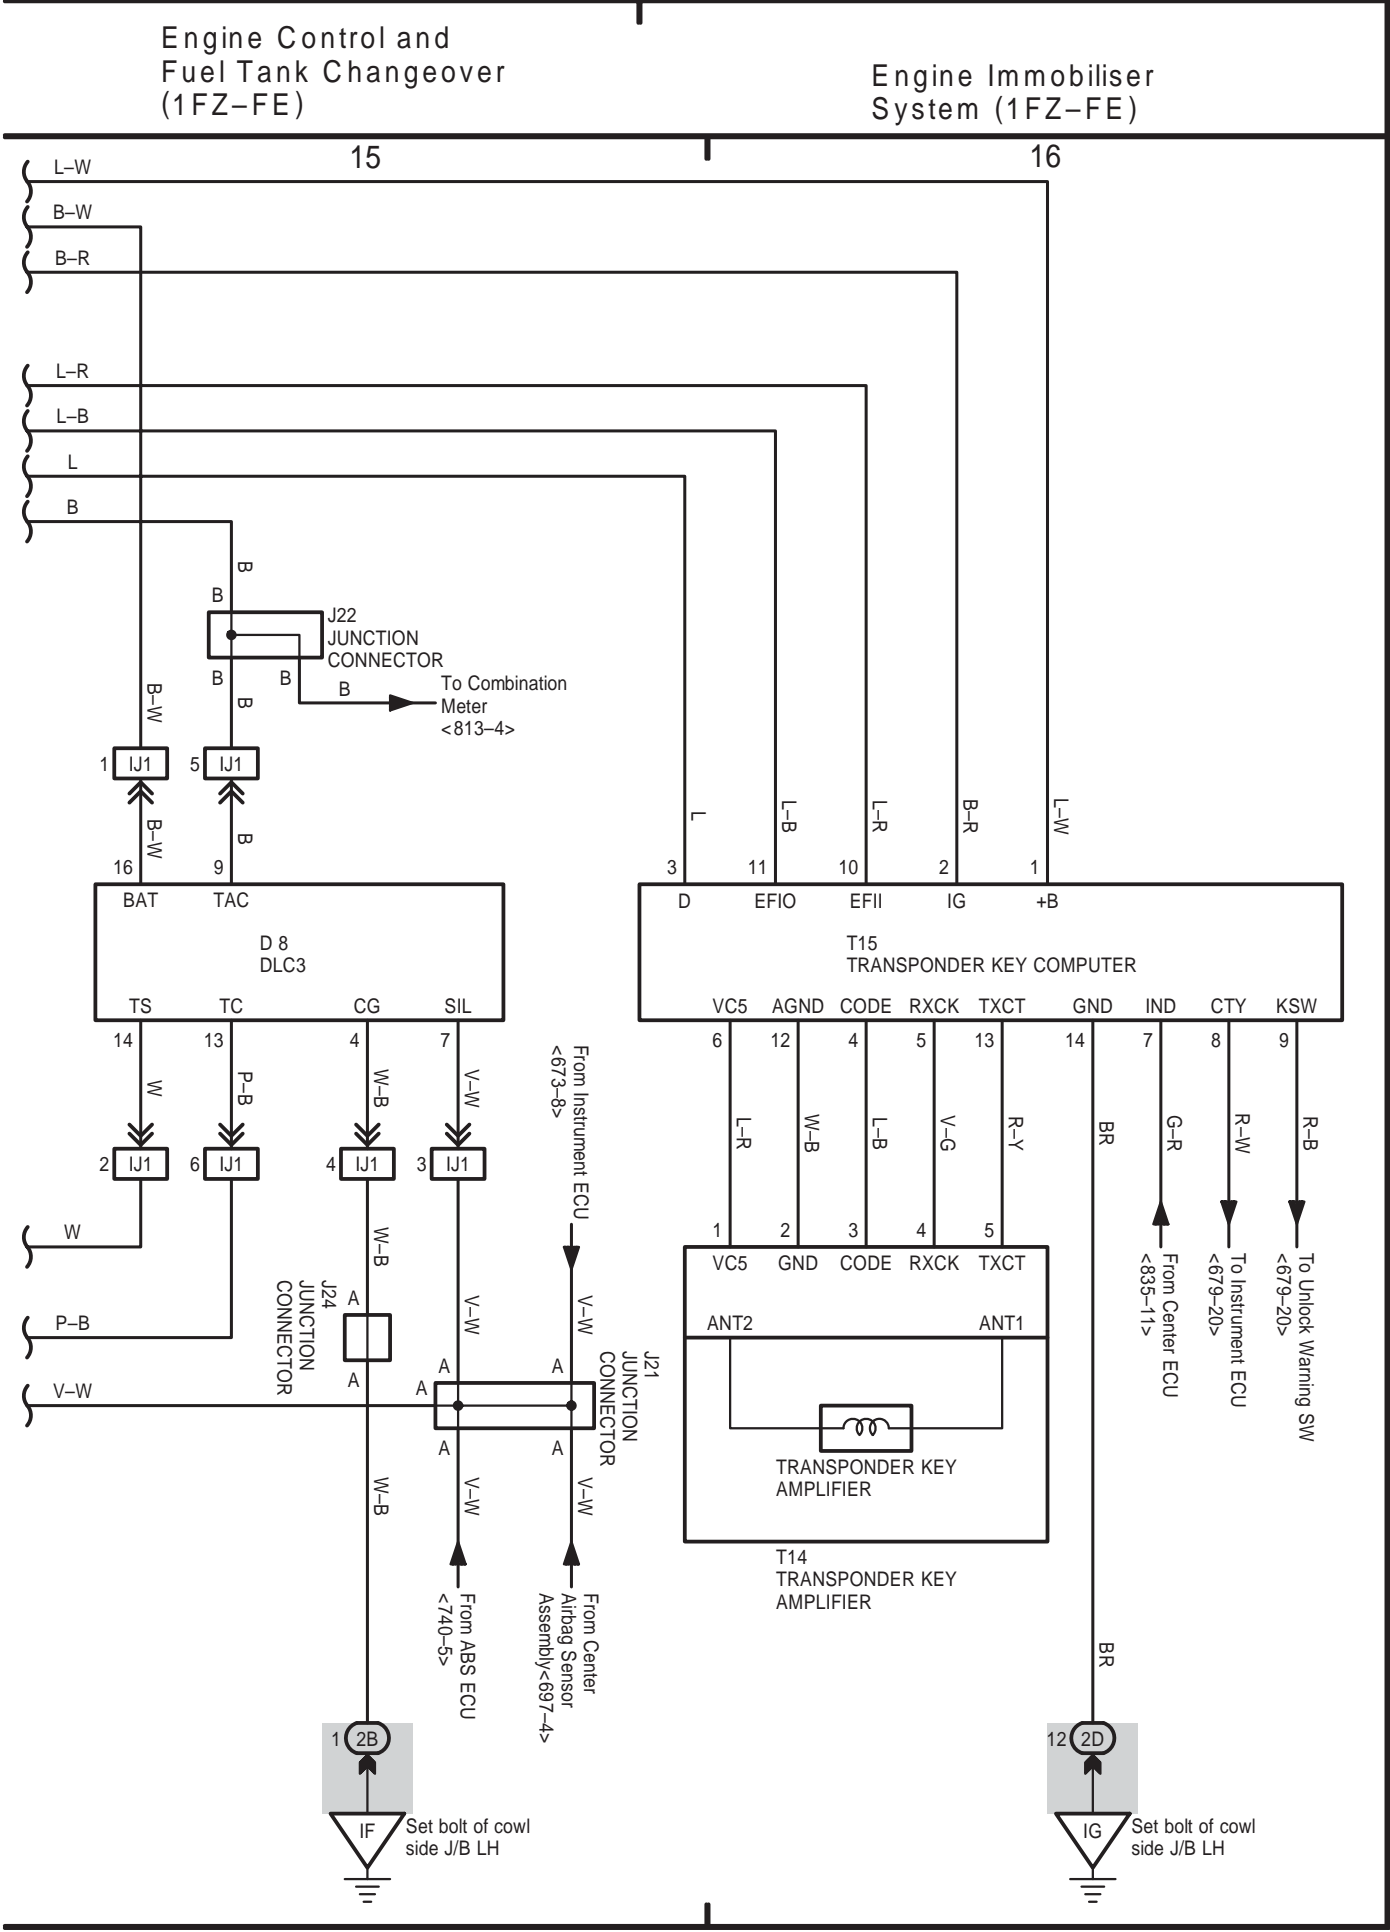 Engine Control and
Fuel Tank Changeover
(1FZ–FE)
Engine Immobiliser
System (1FZ–FE)
15
16
L–W
B–W
B–R
L–R
L–B
L
B
B
B
J22
JUNCTION
CONNECTOR
B
B
B
B
To Combination
Meter
<813–4>
B–W
1 IJ1
5 IJ1
B–W
B
L
L–B
L–R
B–R
L–W
16
9
3
11
10
2
1
BAT
TAC
D
EFIO
EFII
IG
+B
D 8
DLC3
T15
TRANSPONDER KEY COMPUTER
TS
TC
CG
SIL
VC5
AGND
CODE
RXCK
TXCT
GND
IND
CTY
KSW
14
13
4
7
6
12
4
5
13
14
7
8
9
W
P–B
W–B
V–W
From Instrument ECU
<673–8>
L–R
W–B
L–B
V–G
R–Y
BR
G–R
R–W
R–B
2 IJ1
6 IJ1
4 IJ1
3 IJ1
W
W–B
1
2
3
4
5
VC5
GND
CODE
RXCK
TXCT
From Center ECU
<835–11>
To Instrument ECU
<679–20>
To Unlock Warning SW
<679–20>
J24
JUNCTION
CONNECTOR
A
A
P–B
V–W
V–W
V–W
ANT2
ANT1
J21
JUNCTION
CONNECTOR
A
A
A
A
A
TRANSPONDER KEY
AMPLIFIER
W–B
V–W
V–W
T14
TRANSPONDER KEY
AMPLIFIER
From ABS ECU
<740–5>
From Center
Airbag Sensor
Assembly<697–4>
BR
1 2B
12 2D
IF
Set bolt of cowl
side J/B LH
IG
Set bolt of cowl
side J/B LH